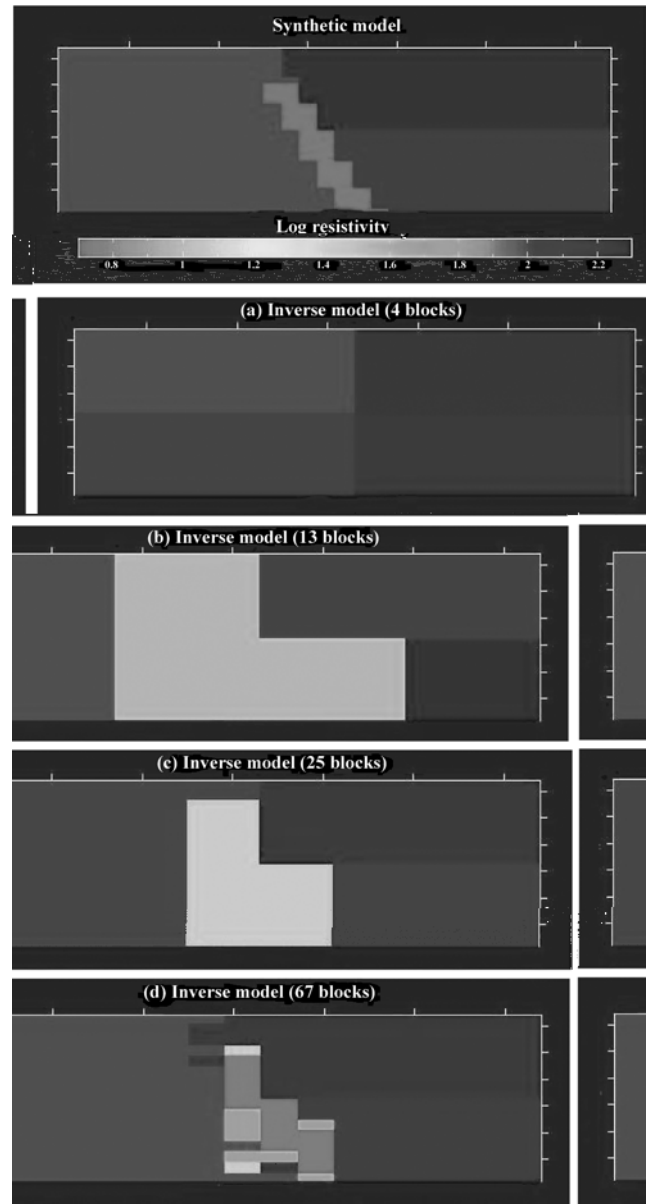 Synthetic model
Log resistivity
0.8 1 1.2 1.4 1.6 1.8 2 2.2
(a) Inverse model (4 blocks)
(b) Inverse model (13 blocks)
(c) Inverse model (25 blocks)
(d) Inverse model (67 blocks)